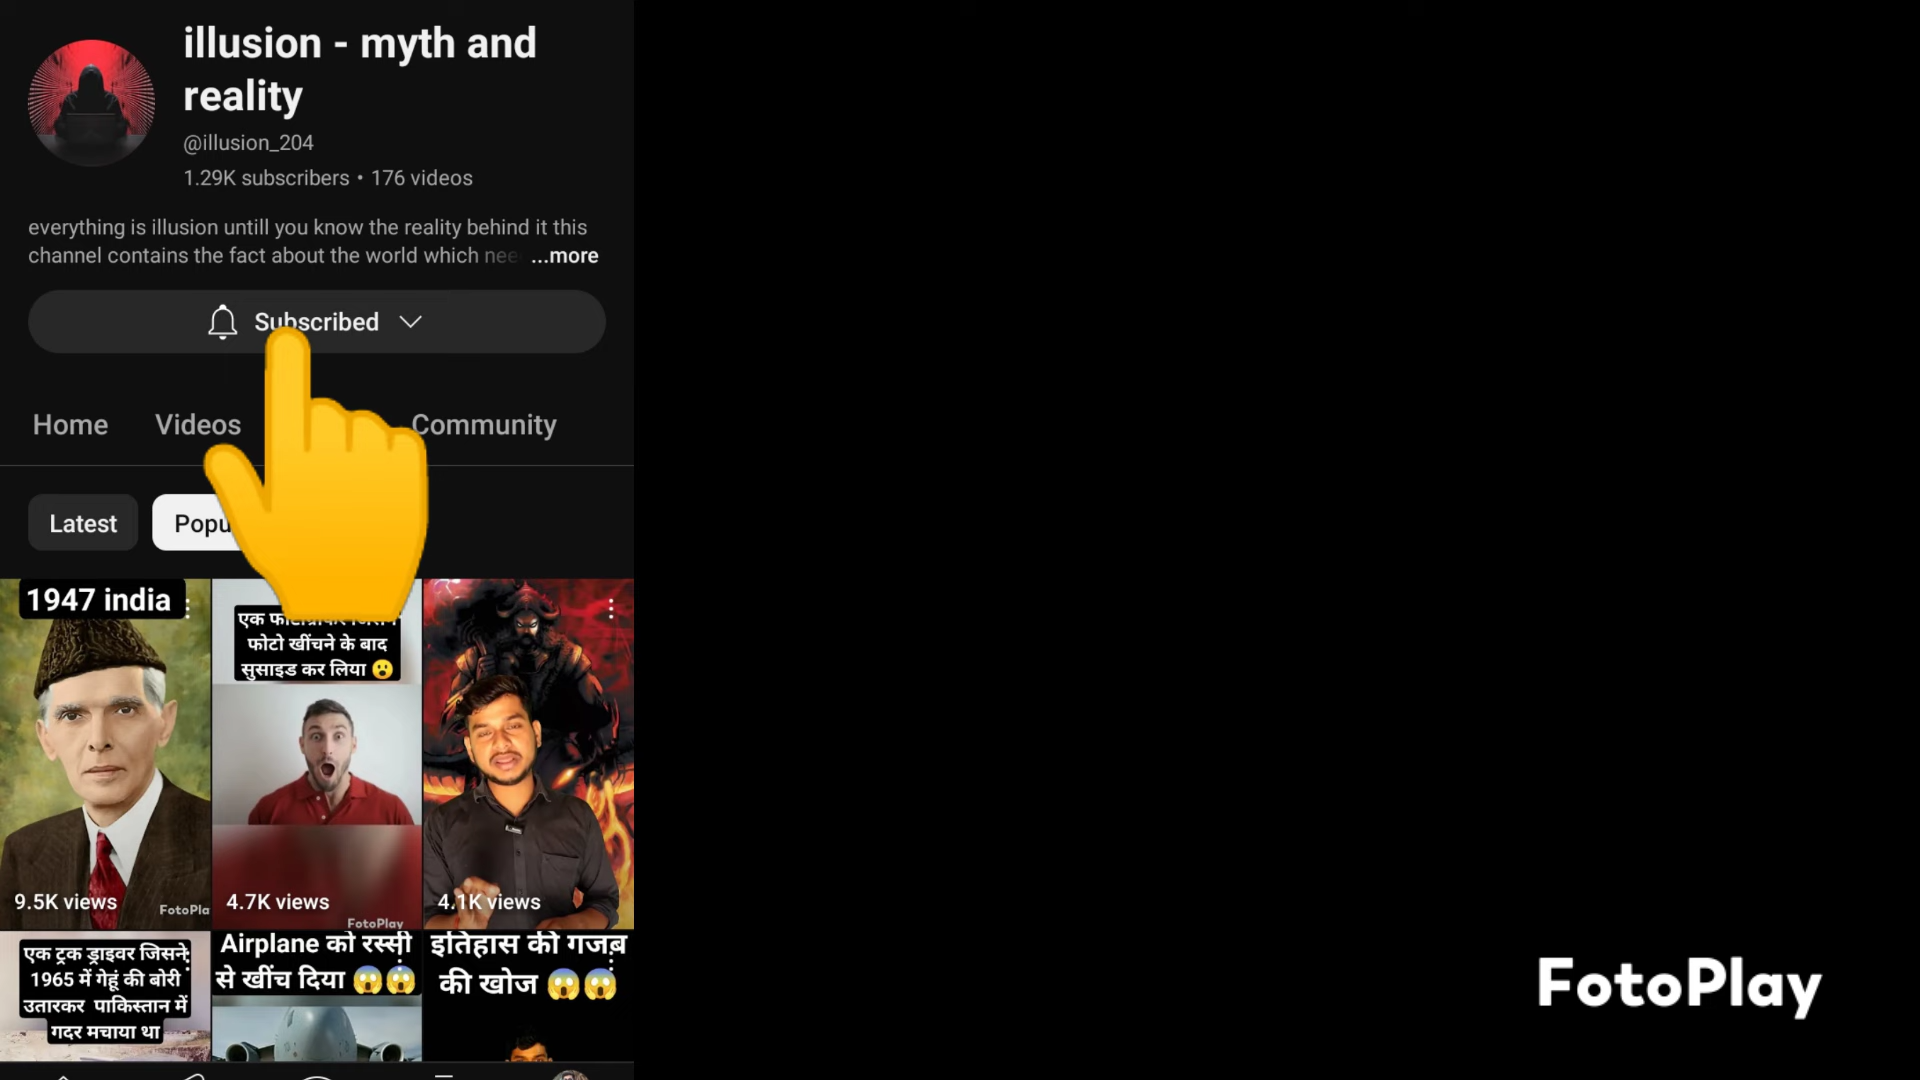 illusion - myth and
reality
@illusion_204
1.29K subscribers • 176 videos
everything is illusion untill you know the reality behind it this
channel contains the fact about the world which ...more
Subscribed
Home Videos Community
Latest
1947 india
एक
फोटो खींचने के बाद
सुसाइड कर लिया 😮
9.5K views
4.7K views
4.1K views
FotoPlay
एक ट्रक ड्राइवर जिसने
1965 में गेहूं की बोरी
उतारकर पाकिस्तान में
गदर मचाया था
Airplane को रस्सी
से खींच दिया 😱😱
इतिहास की गजब
की खोज 😱😱
FotoPlay